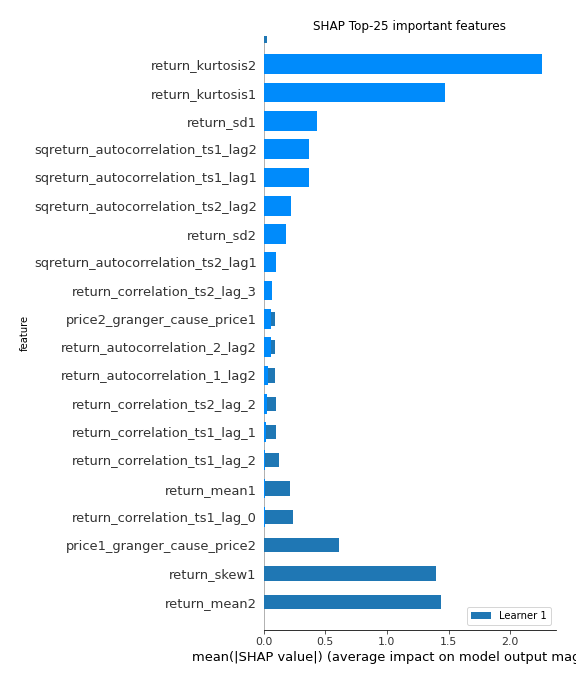 SHAP Top-25 important features
return_kurtosis2
return_kurtosis1
return_sd1
sqreturn_autocorrelation_ts1_lag2
sqreturn_autocorrelation_ts1_lag1
sqreturn_autocorrelation_ts2_lag2
return_sd2
sqreturn_autocorrelation_ts2_lag1
return_correlation_ts2_lag_3
price2_granger_cause_price1
return_autocorrelation_2_lag2
return_autocorrelation_1_lag2
return_correlation_ts2_lag_2
return_correlation_ts1_lag_1
return_correlation_ts1_lag_2
return_mean1
return_correlation_ts1_lag_0
price1_granger_cause_price2
return_skew1
return_mean2
feature
Learner 1
0.0 0.5 1.0 1.5 2.0
mean(|SHAP value|) (average impact on model output mag